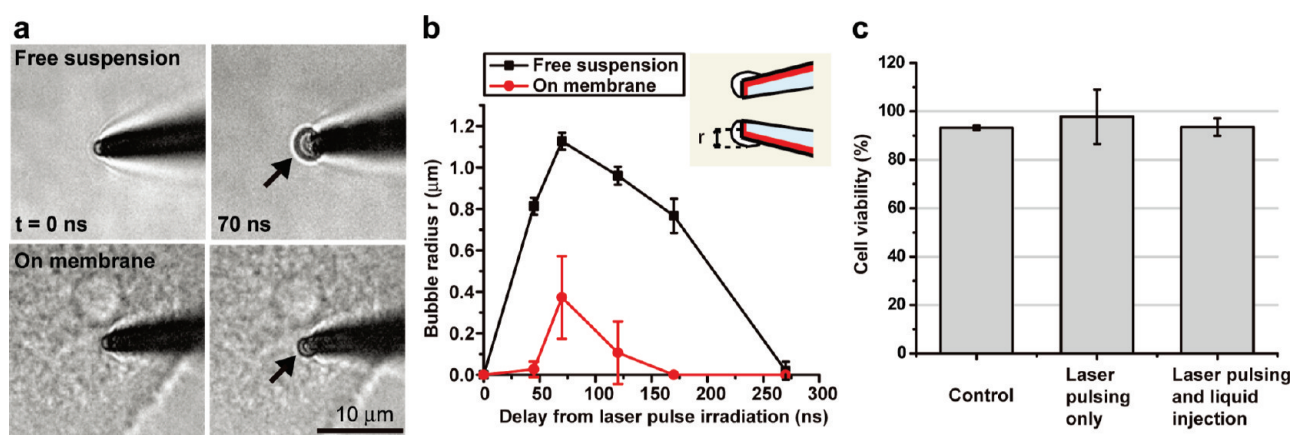 a
Free suspension
t = 0 ns
70 ns
On membrane
10 μm
b
Free suspension
On membrane
r
1.2
1.0
0.8
0.6
0.4
0.2
0.0
Bubble radius r (μm)
0 50 100 150 200 250 300
Delay from laser pulse irradiation (ns)
c
120
100
80
60
40
20
0
Cell viability (%)
Control
Laser
pulsing
only
Laser pulsing
and liquid
injection